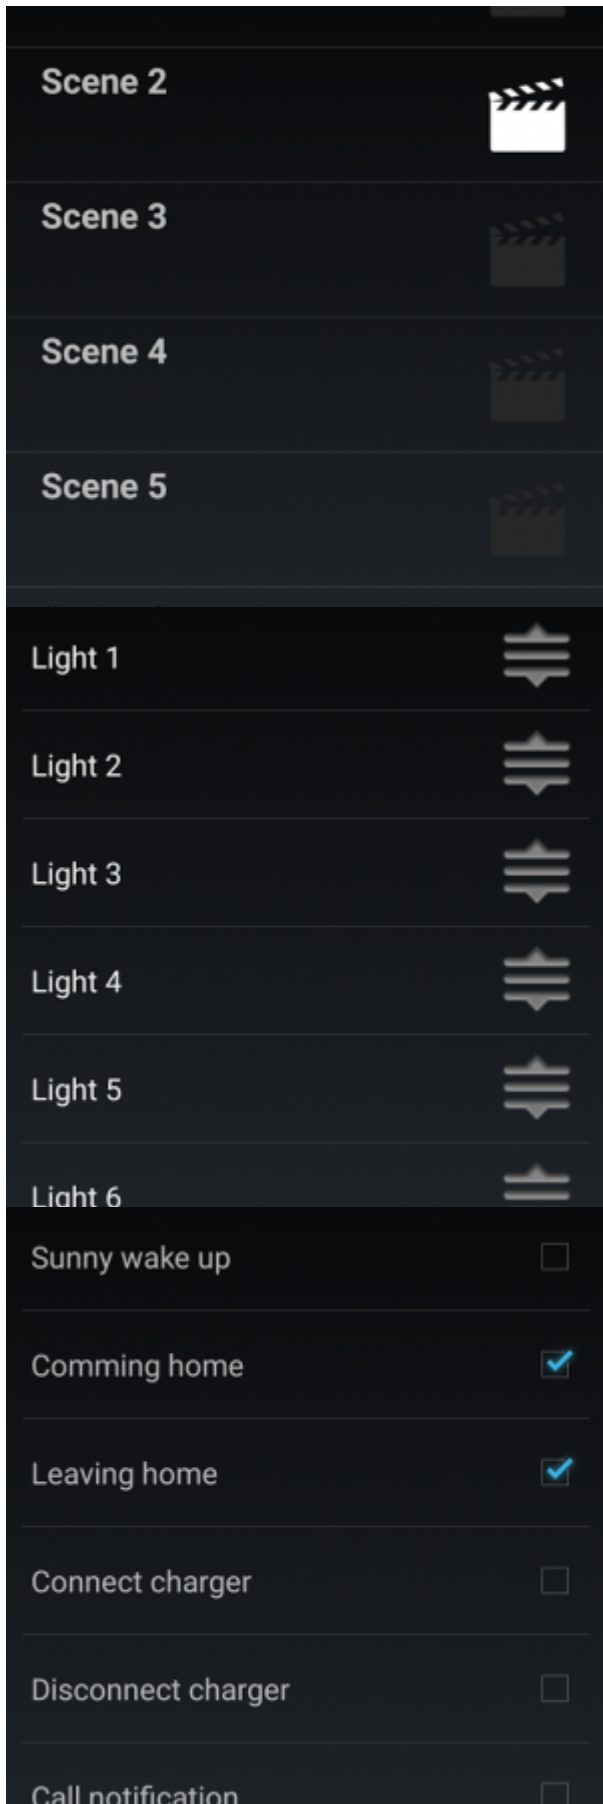 Scene 2
Scene 3
Scene 4
Scene 5
Light 1
Light 2
Light 3
Light 4
Light 5
Light 6
Sunny wake up
Comming home
Leaving home
Connect charger
Disconnect charger
Call notification